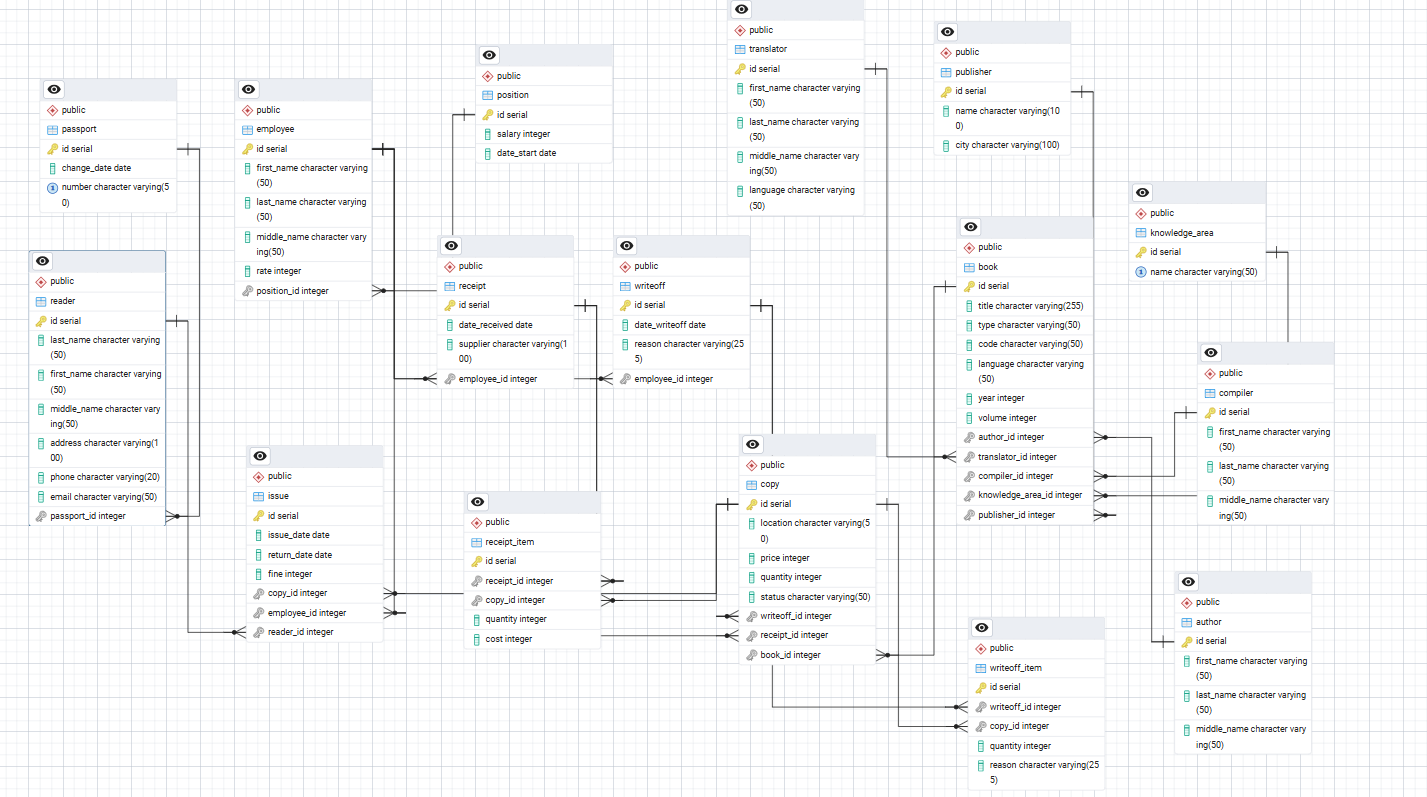 public
passport
id serial
change_date date
number character varying(5
0)
public
employee
id serial
first_name character varying
(50)
last_name character varying
(50)
middle_name character vary
ing(50)
rate integer
position_id integer
public
position
id serial
salary integer
date_start date
public
translator
id serial
first_name character varying
(50)
last_name character varying
(50)
middle_name character vary
ing(50)
language character varying
(50)
public
publisher
id serial
name character varying(10
0)
city character varying(100)
public
knowledge_area
id serial
name character varying(50)
public
reader
id serial
last_name character varying
(50)
first_name character varying
(50)
middle_name character vary
ing(50)
address character varying(1
00)
phone character varying(20)
email character varying(50)
passport_id integer
public
receipt
id serial
date_received date
supplier character varying(1
00)
employee_id integer
public
writeoff
id serial
date_writeoff date
reason character varying(25
5)
employee_id integer
public
book
id serial
title character varying(255)
type character varying(50)
code character varying(50)
language character varying
(50)
year integer
volume integer
author_id integer
translator_id integer
compiler_id integer
knowledge_area_id integer
publisher_id integer
public
compiler
id serial
first_name character varying
(50)
last_name character varying
(50)
middle_name character vary
ing(50)
public
issue
id serial
issue_date date
return_date date
fine integer
copy_id integer
employee_id integer
reader_id integer
public
receipt_item
id serial
receipt_id integer
copy_id integer
quantity integer
cost integer
public
copy
id serial
location character varying(5
0)
price integer
quantity integer
status character varying(50)
writeoff_id integer
receipt_id integer
book_id integer
public
writeoff_item
id serial
writeoff_id integer
copy_id integer
quantity integer
reason character varying(25
5)
public
author
id serial
first_name character varying
(50)
last_name character varying
(50)
middle_name character vary
ing(50)